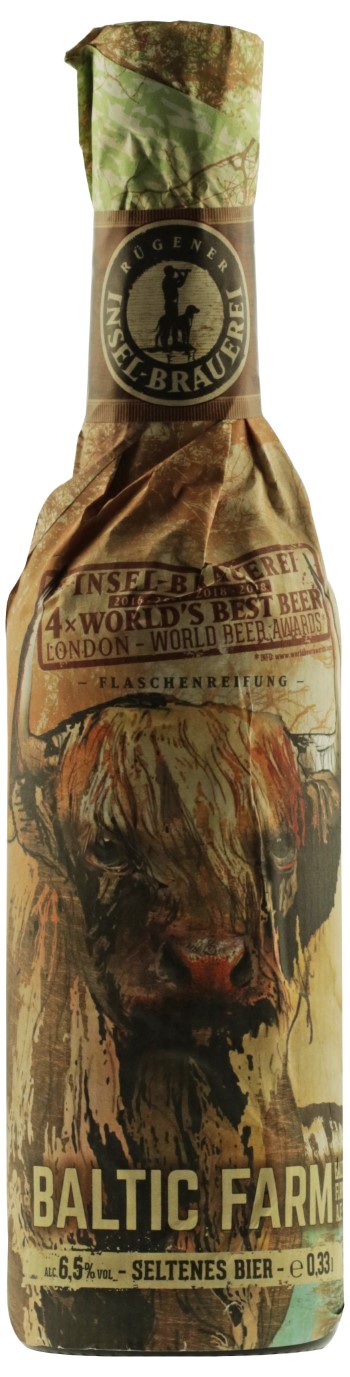 RÜGENER
INSEL-BRAUEREI
INSEL-BRAUEREI
4×WORLD'S BEST BEER
LONDON - WORLD BEER AWARDS
– FLASCHENREIFUNG –
BALTIC FARM
ALC. 6,5% VOL. - SELTENES BIER - ℮ 0,33l